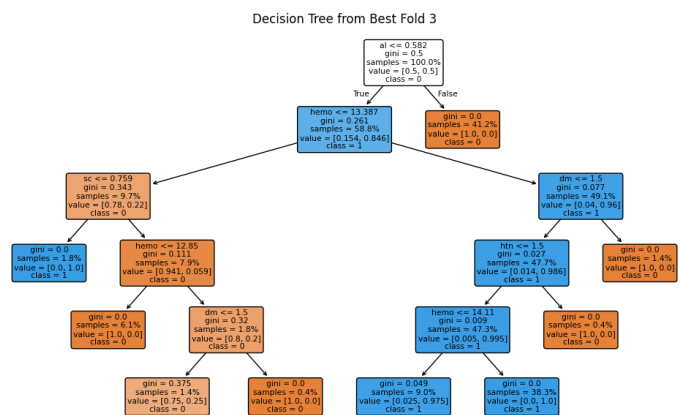 Decision Tree from Best Fold 3
al <= 0.582
gini = 0.5
samples = 100.0%
value = [0.5, 0.5]
class = 0
True
False
hemo <= 13.387
gini = 0.261
samples = 58.8%
value = [0.154, 0.846]
class = 1
gini = 0.0
samples = 41.2%
value = [1.0, 0.0]
class = 0
sc <= 0.759
gini = 0.343
samples = 9.7%
value = [0.78, 0.22]
class = 0
dm <= 1.5
gini = 0.077
samples = 49.1%
value = [0.04, 0.96]
class = 1
gini = 0.0
samples = 1.8%
value = [0.0, 1.0]
class = 1
hemo <= 12.85
gini = 0.111
samples = 7.9%
value = [0.941, 0.059]
class = 0
htn <= 1.5
gini = 0.027
samples = 47.7%
value = [0.014, 0.986]
class = 1
gini = 0.0
samples = 1.4%
value = [1.0, 0.0]
class = 0
gini = 0.0
samples = 6.1%
value = [1.0, 0.0]
class = 0
dm <= 1.5
gini = 0.32
samples = 1.8%
value = [0.8, 0.2]
class = 0
hemo <= 14.11
gini = 0.009
samples = 47.3%
value = [0.005, 0.995]
class = 1
gini = 0.0
samples = 0.4%
value = [1.0, 0.0]
class = 0
gini = 0.375
samples = 1.4%
value = [0.75, 0.25]
class = 0
gini = 0.0
samples = 0.4%
value = [1.0, 0.0]
class = 0
gini = 0.049
samples = 9.0%
value = [0.025, 0.975]
class = 1
gini = 0.0
samples = 38.3%
value = [0.0, 1.0]
class = 1